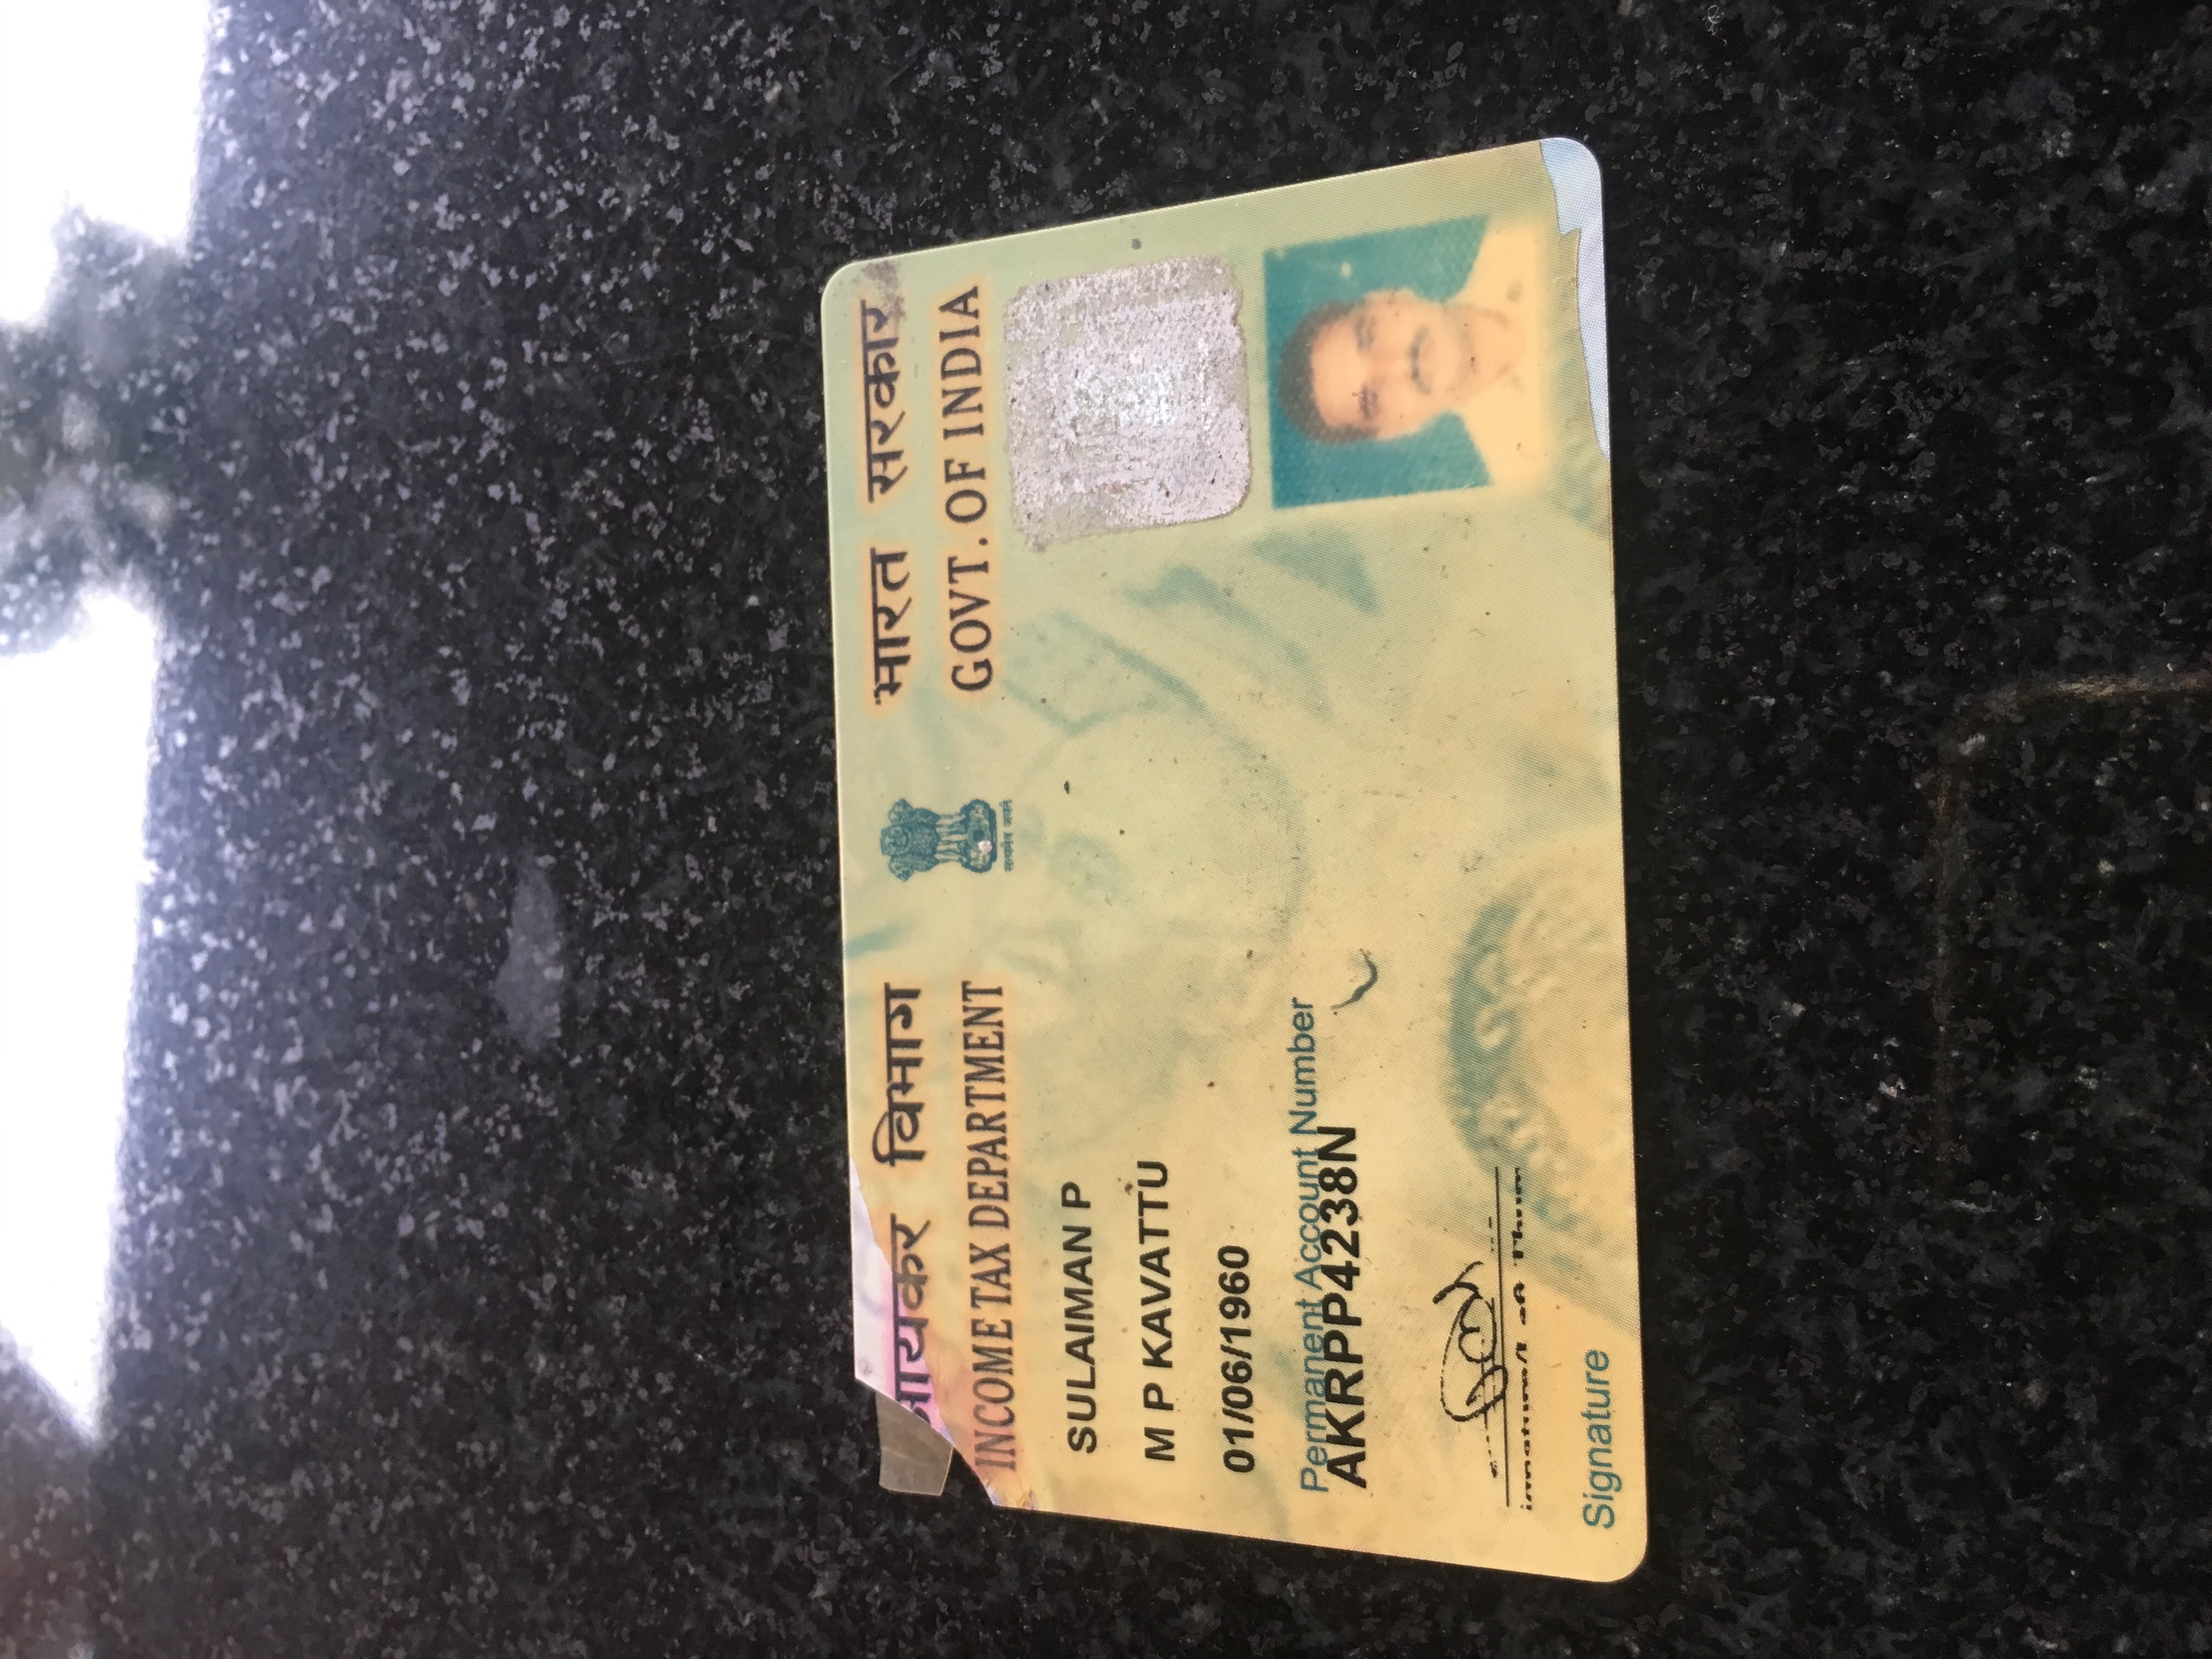 आयकर विभाग
INCOME TAX DEPARTMENT
सत्यमेव जयते
भारत सरकार
GOVT. OF INDIA
SULAIMAN P
M P KAVATTU
01/06/1960
Permanent Account Number
AKRPP4238N
Signature